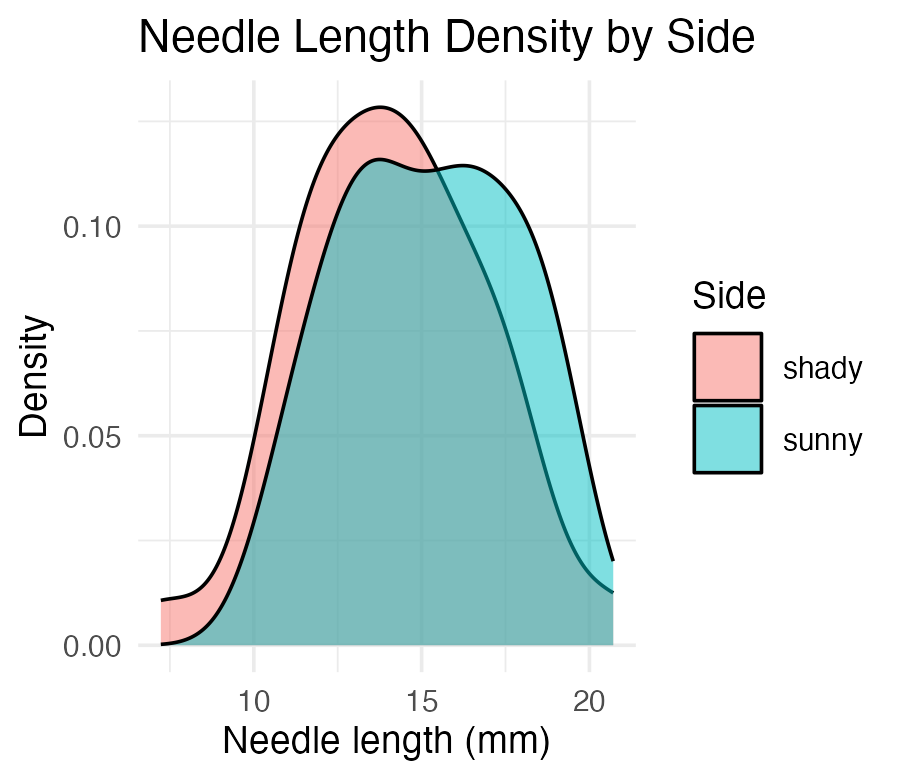 Needle Length Density by Side
Density
0.10
0.05
0.00
10 15 20
Needle length (mm)
Side
shady
sunny